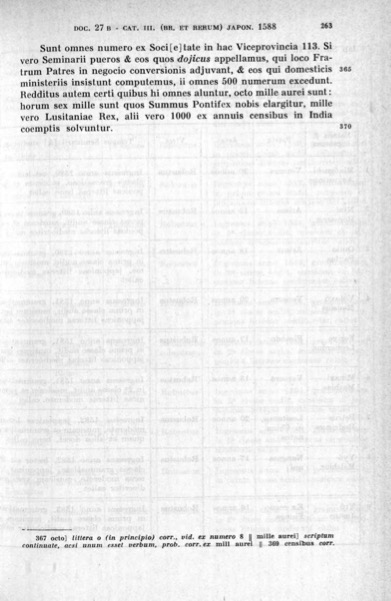 DOC. 27 B - CAT. III. (BR. ET RERUM) JAPON. 1588 263
Sunt omnes numero ex Soci[e]tate in hac Viceprovincia 113. Si
vero Seminarii pueros & eos quos dojicus appellamus, qui loco Fra-
trum Patres in negocio conversionis adjuvant, & eos qui domesticis 365
ministeriis insistunt computemus, ii omnes 500 numerum excedunt.
Redditus autem certi quibus hi omnes aluntur, octo mille aurei sunt:
horum sex mille sunt quos Summus Pontifex nobis elargitur, mille
vero Lusitaniae Rex, alii vero 1000 ex annuis censibus in India
coemptis solvuntur. 370
367 octo] littera o (in principio) corr., vid. ex numero 8 || mille aurei] scriptum
continuate, acsi unum esset verbum, prob. corr. ex mill aurei || 369 censibus corr.